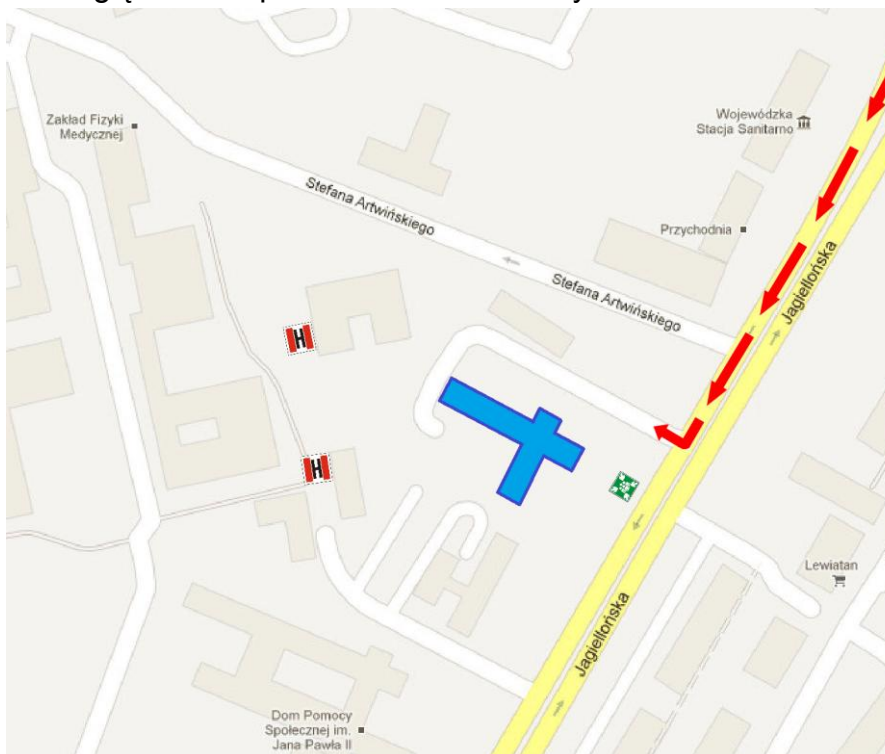 Wojewódzka
Stacja Sanitarno
Zakład Fizyki
Medycznej
Stefana Artwińskiego
Przychodnia
Jagiellońska
Stefana Artwińskiego
H
H
Lewiatan
Jagiellońska
Dom Pomocy
Społecznej im.
Jana Pawła II